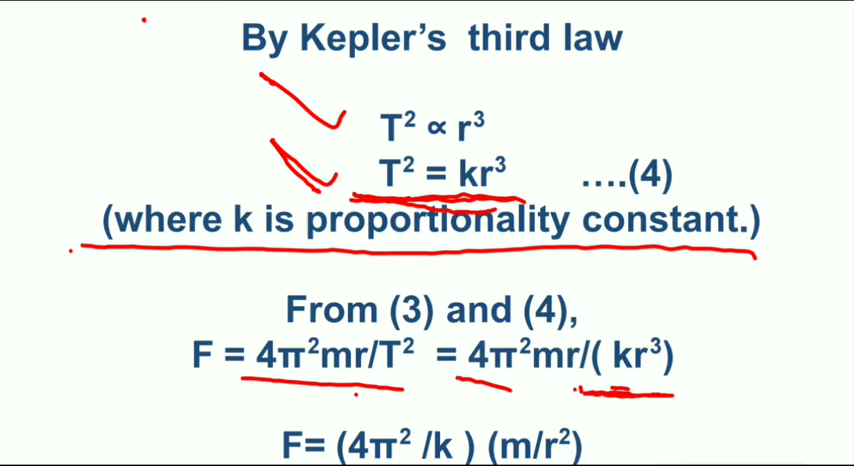 By Kepler’s third law
T² ∝ r³
T² = kr³ ....(4)
(where k is proportionality constant.)
From (3) and (4),
F = 4π²mr/T² = 4π²mr/( kr³)
F= (4π² /k ) (m/r²)